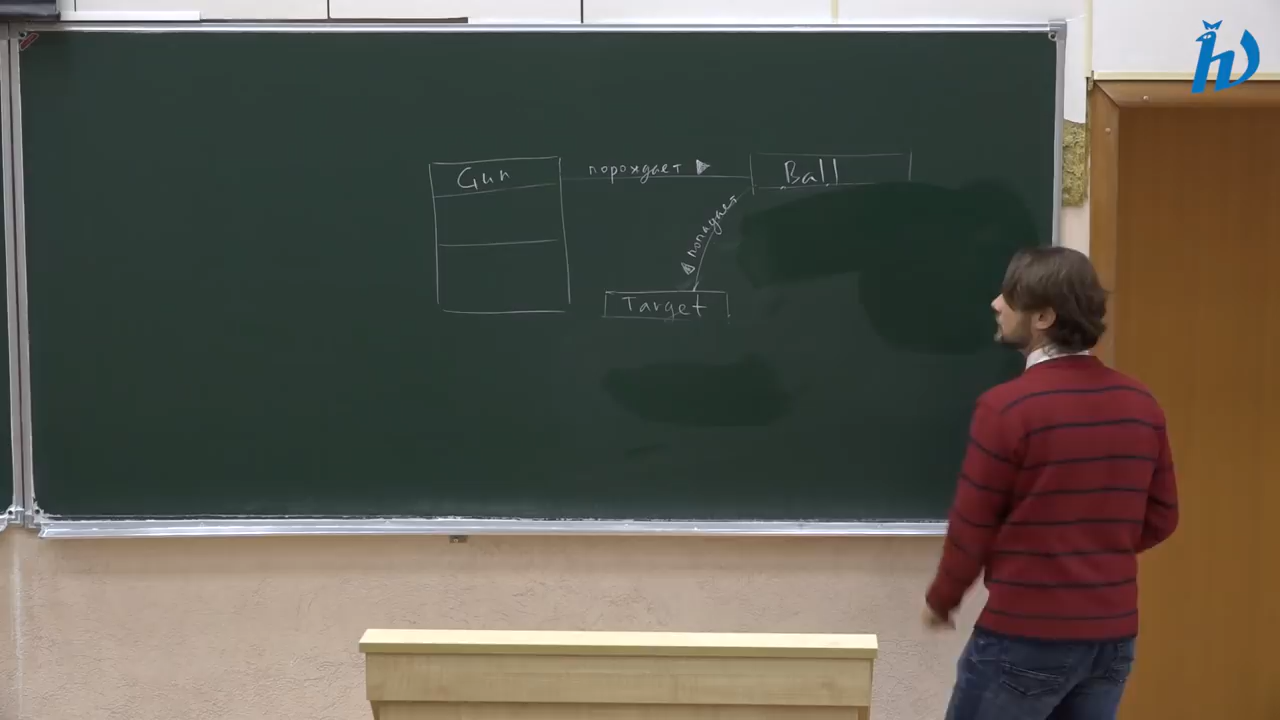 Gun
порождает
Ball
попадает
Target